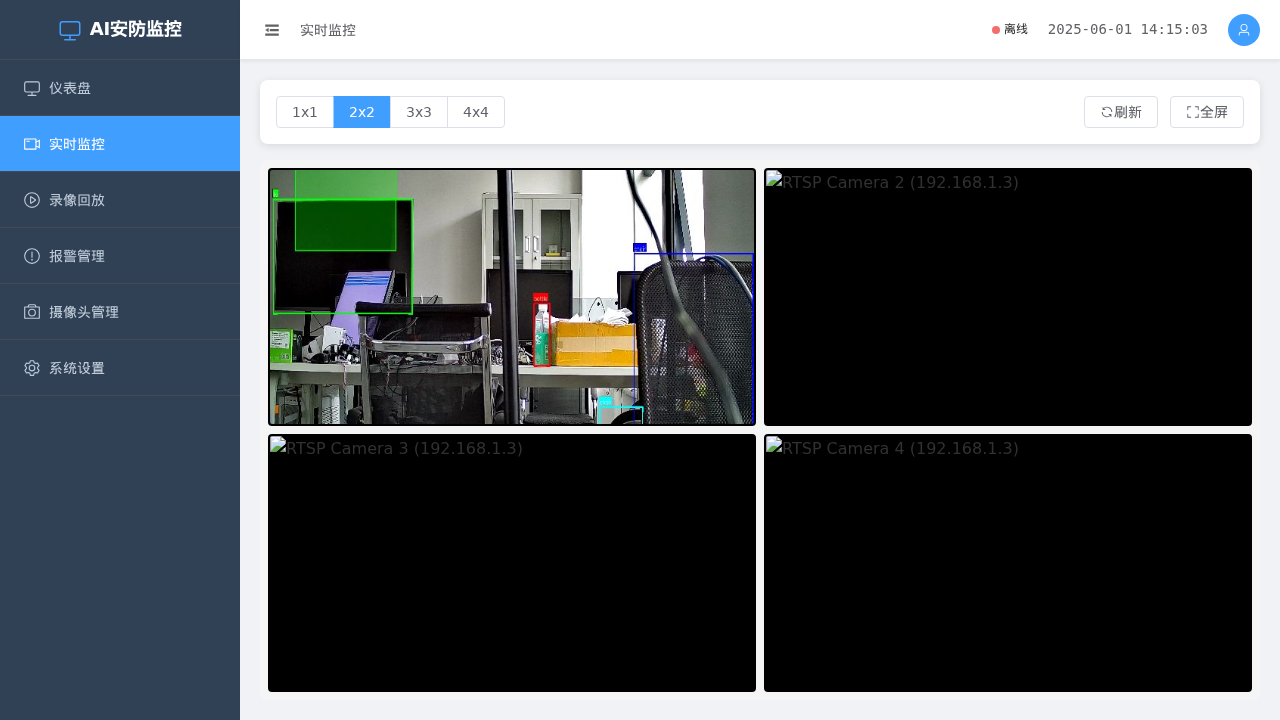 AI安防监控
仪表盘
实时监控
录像回放
报警管理
摄像头管理
系统设置
实时监控
离线
2025-06-01 14:15:03
1x1
2x2
3x3
4x4
刷新
全屏
RTSP Camera 2 (192.168.1.3)
RTSP Camera 3 (192.168.1.3)
RTSP Camera 4 (192.168.1.3)